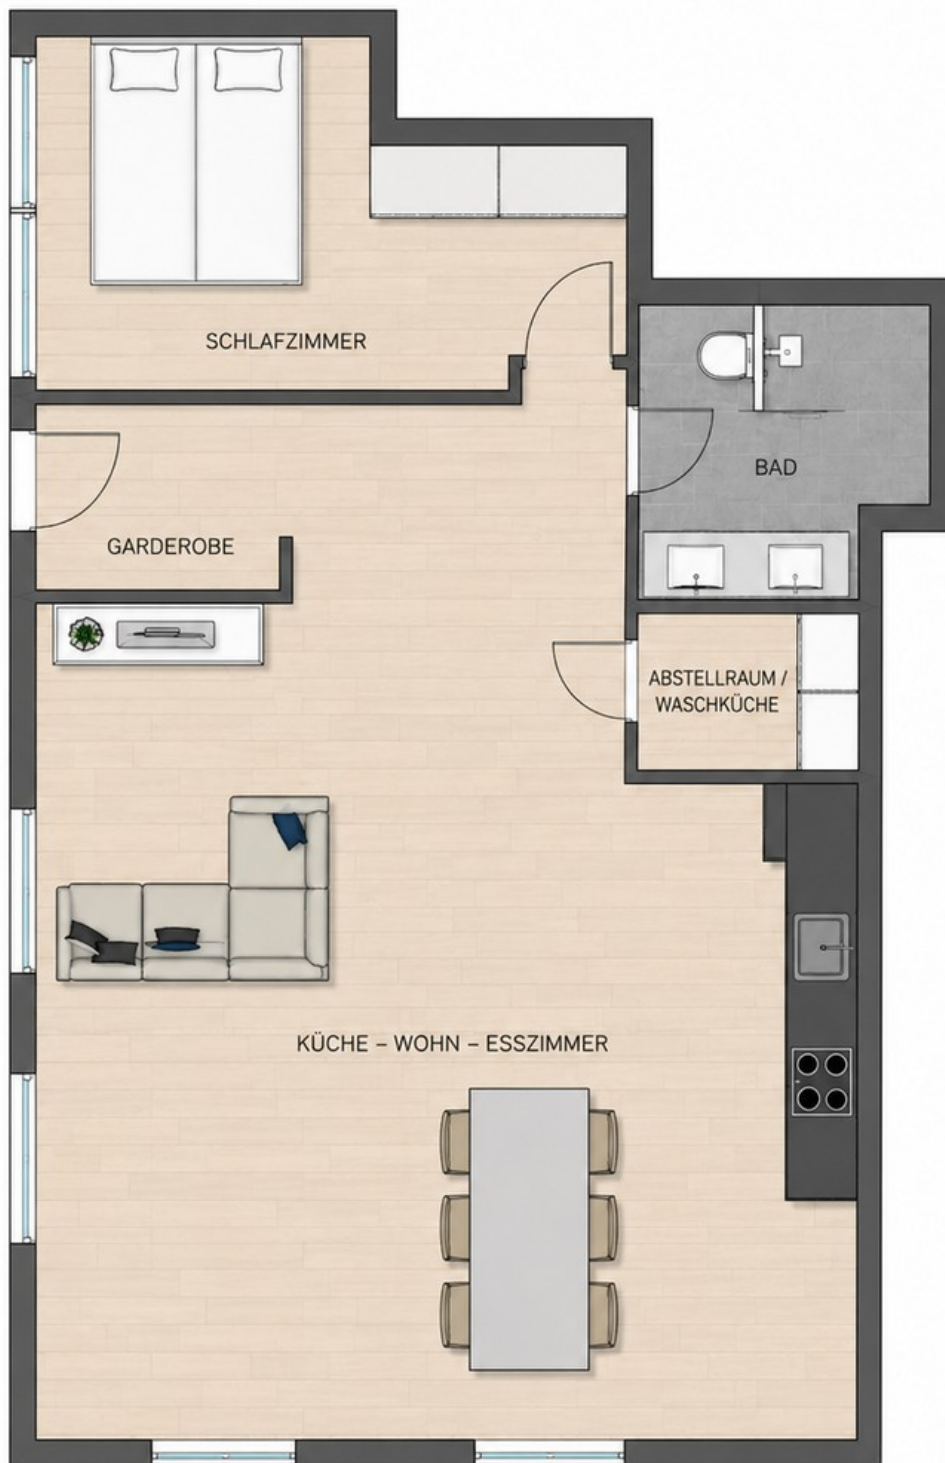 SCHLAFZIMMER
BAD
GARDEROBE
ABSTELLRAUM /
WASCHKÜCHE
KÜCHE – WOHN – ESSZIMMER